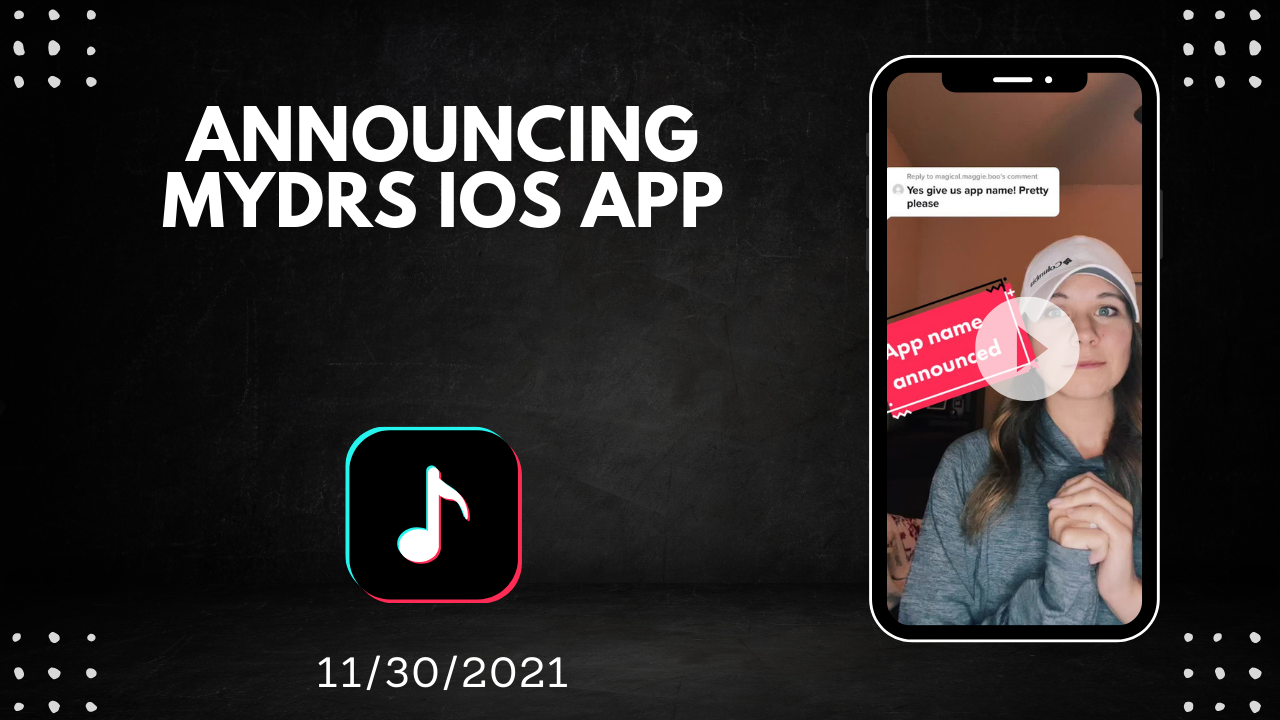 ANNOUNCING
MYDRS IOS APP
11/30/2021
Reply to magical.maggie.boo's comment
Yes give us app name! Pretty
please
Columbia
App name
announced